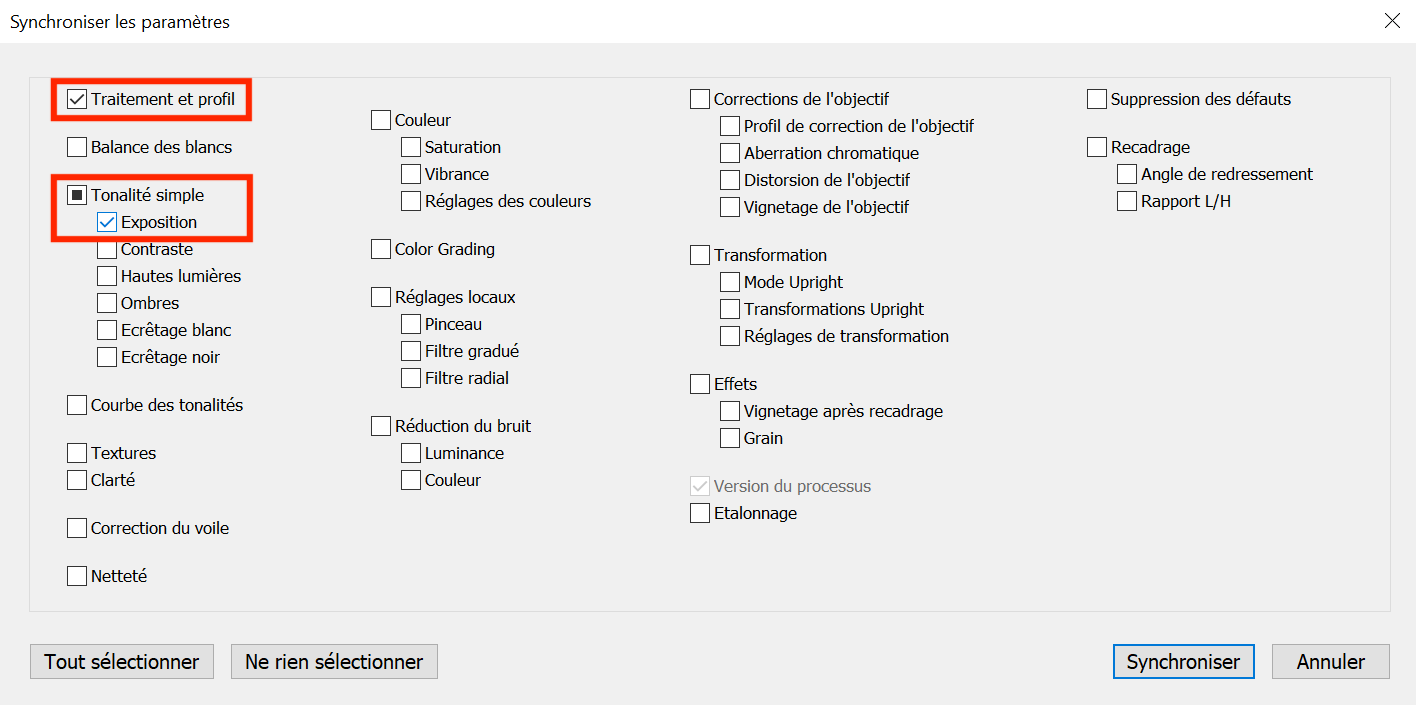 Synchroniser les paramètres
Traitement et profil
Balance des blancs
Tonalité simple
Exposition
Contraste
Hautes lumières
Ombres
Ecrêtage blanc
Ecrêtage noir
Courbe des tonalités
Textures
Clarté
Correction du voile
Netteté
Couleur
Saturation
Vibrance
Réglages des couleurs
Color Grading
Réglages locaux
Pinceau
Filtre gradué
Filtre radial
Réduction du bruit
Luminance
Couleur
Corrections de l'objectif
Profil de correction de l'objectif
Aberration chromatique
Distorsion de l'objectif
Vignetage de l'objectif
Transformation
Mode Upright
Transformations Upright
Réglages de transformation
Effets
Vignetage après recadrage
Grain
Version du processus
Etalonnage
Suppression des défauts
Recadrage
Angle de redressement
Rapport L/H
Tout sélectionner
Ne rien sélectionner
Synchroniser
Annuler